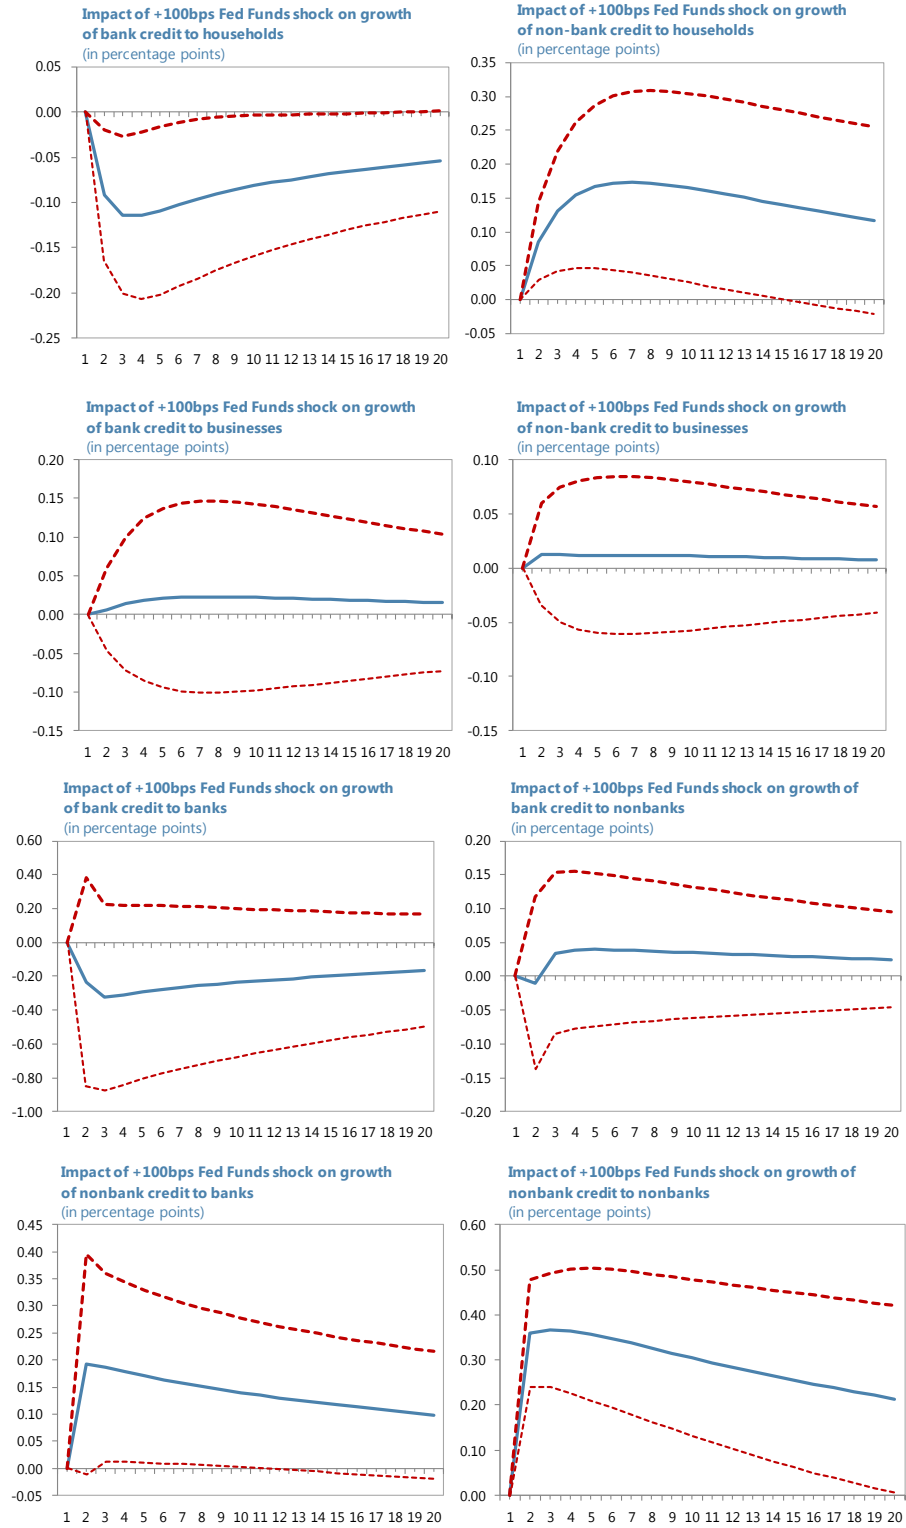 Impact of +100bps Fed Funds shock on growth
of bank credit to households
(in percentage points)
0.05
0.00
-0.05
-0.10
-0.15
-0.20
-0.25
1 2 3 4 5 6 7 8 9 10 11 12 13 14 15 16 17 18 19 20
Impact of +100bps Fed Funds shock on growth
of non-bank credit to households
(in percentage points)
0.35
0.30
0.25
0.20
0.15
0.10
0.05
0.00
-0.05
1 2 3 4 5 6 7 8 9 10 11 12 13 14 15 16 17 18 19 20
Impact of +100bps Fed Funds shock on growth
of bank credit to businesses
(in percentage points)
0.20
0.15
0.10
0.05
0.00
-0.05
-0.10
-0.15
1 2 3 4 5 6 7 8 9 10 11 12 13 14 15 16 17 18 19 20
Impact of +100bps Fed Funds shock on growth
of non-bank credit to businesses
(in percentage points)
0.10
0.05
0.00
-0.05
-0.10
-0.15
1 2 3 4 5 6 7 8 9 10 11 12 13 14 15 16 17 18 19 20
Impact of +100bps Fed Funds shock on growth
of bank credit to banks
(in percentage points)
0.60
0.40
0.20
0.00
-0.20
-0.40
-0.60
-0.80
-1.00
1 2 3 4 5 6 7 8 9 10 11 12 13 14 15 16 17 18 19 20
Impact of +100bps Fed Funds shock on growth of
bank credit to nonbanks
(in percentage points)
0.20
0.15
0.10
0.05
0.00
-0.05
-0.10
-0.15
-0.20
1 2 3 4 5 6 7 8 9 10 11 12 13 14 15 16 17 18 19 20
Impact of +100bps Fed Funds shock on growth
of nonbank credit to banks
(in percentage points)
0.45
0.40
0.35
0.30
0.25
0.20
0.15
0.10
0.05
0.00
-0.05
1 2 3 4 5 6 7 8 9 10 11 12 13 14 15 16 17 18 19 20
Impact of +100bps Fed Funds shock on growth of
nonbank credit to nonbanks
(in percentage points)
0.60
0.50
0.40
0.30
0.20
0.10
0.00
1 2 3 4 5 6 7 8 9 10 11 12 13 14 15 16 17 18 19 20